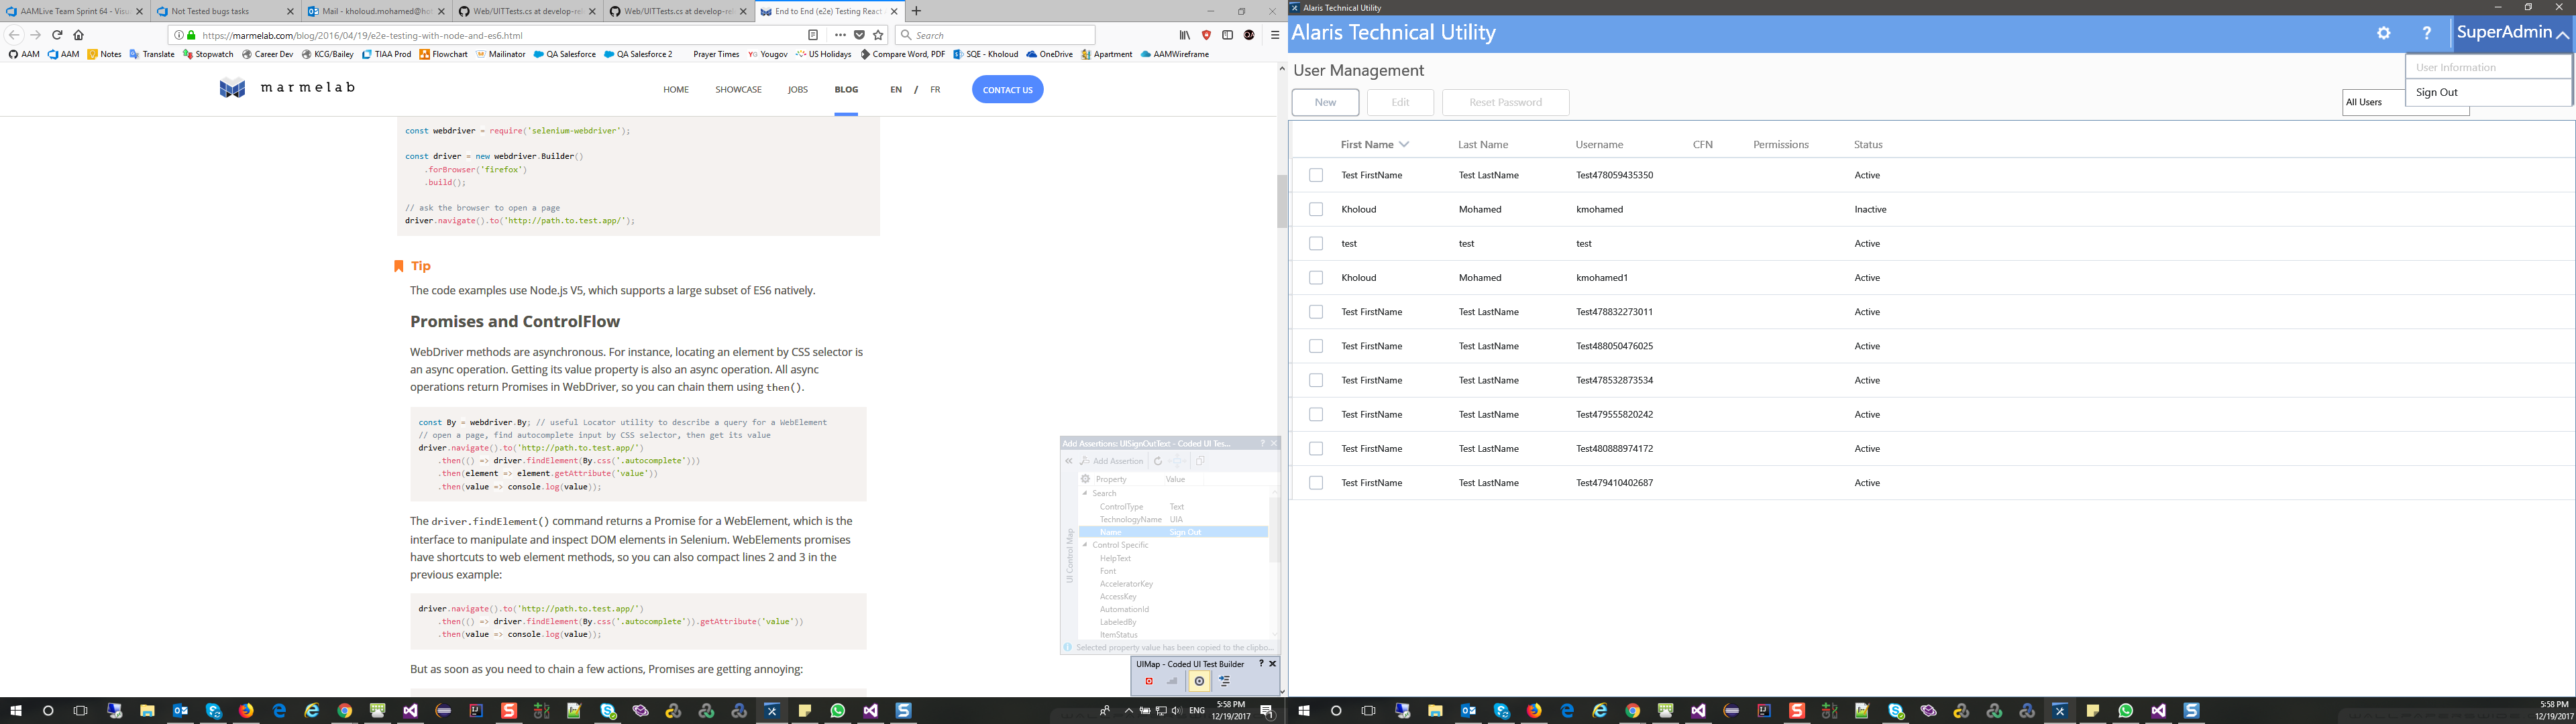 AAMLive Team Sprint 64 - Visu
Not Tested bugs tasks
Mail - kholoud.mohamed@hot
Web/UITTests.cs at develop-rel
Web/UITTests.cs at develop-rel
End to End (e2e) Testing React
https://marmelab.com/blog/2016/04/19/e2e-testing-with-node-and-es6.html
Search
AAM
AAM
Notes
Translate
Stopwatch
Career Dev
KCG/Bailey
TIAA Prod
Flowchart
Mailinator
QA Salesforce
QA Salesforce 2
Prayer Times
YG Yougov
US Holidays
Compare Word, PDF
SQE - Kholoud
OneDrive
Apartment
AAMWireframe
marmelab
HOME
SHOWCASE
JOBS
BLOG
EN / FR
CONTACT US
const webdriver = require('selenium-webdriver');
const driver = new webdriver.Builder()
.forBrowser('firefox')
.build();
// ask the browser to open a page
driver.navigate().to('http://path.to.test.app/');
Tip
The code examples use Node.js V5, which supports a large subset of ES6 natively.
Promises and ControlFlow
WebDriver methods are asynchronous. For instance, locating an element by CSS selector is
an async operation. Getting its value property is also an async operation. All async
operations return Promises in WebDriver, so you can chain them using then().
const By = webdriver.By; // useful Locator utility to describe a query for a WebElement
// open a page, find autocomplete input by CSS selector, then get its value
driver.navigate().to('http://path.to.test.app/')
.then(() => driver.findElement(By.css('.autocomplete')))
.then(element => element.getAttribute('value'))
.then(value => console.log(value));
The driver.findElement() command returns a Promise for a WebElement, which is the
interface to manipulate and inspect DOM elements in Selenium. WebElements promises
have shortcuts to web element methods, so you can also compact lines 2 and 3 in the
previous example:
driver.navigate().to('http://path.to.test.app/')
.then(() => driver.findElement(By.css('.autocomplete')).getAttribute('value'))
.then(value => console.log(value));
But as soon as you need to chain a few actions, Promises are getting annoying:
Add Assertions: UISignOutText - Coded UI Tes...
Add Assertion
UI Control Map
Property Value
Search
ControlType Text
TechnologyName UIA
Name Sign Out
Control Specific
HelpText
Font
AcceleratorKey
AccessKey
AutomationId
LabeledBy
ItemStatus
Selected property value has been copied to the clipbo...
UIMap - Coded UI Test Builder
ENG
5:58 PM
12/19/2017
Alaris Technical Utility
Alaris Technical Utility
?
SuperAdmin
User Information
Sign Out
User Management
New
Edit
Reset Password
All Users
First Name Last Name Username CFN Permissions Status
Test FirstName Test LastName Test478059435350 Active
Kholoud Mohamed kmohamed Inactive
test test test Active
Kholoud Mohamed kmohamed1 Active
Test FirstName Test LastName Test478832273011 Active
Test FirstName Test LastName Test488050476025 Active
Test FirstName Test LastName Test478532873534 Active
Test FirstName Test LastName Test479555820242 Active
Test FirstName Test LastName Test480888974172 Active
Test FirstName Test LastName Test479410402687 Active
5:58 PM
12/19/2017